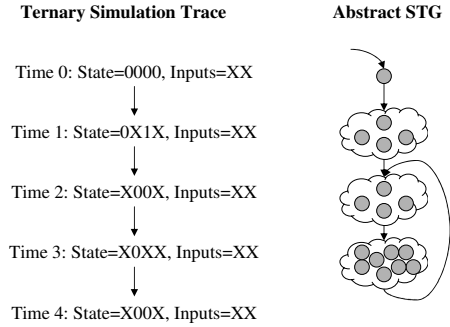 Ternary Simulation Trace
Abstract STG
Time 0: State=0000, Inputs=XX
Time 1: State=0X1X, Inputs=XX
Time 2: State=X00X, Inputs=XX
Time 3: State=X0XX, Inputs=XX
Time 4: State=X00X, Inputs=XX